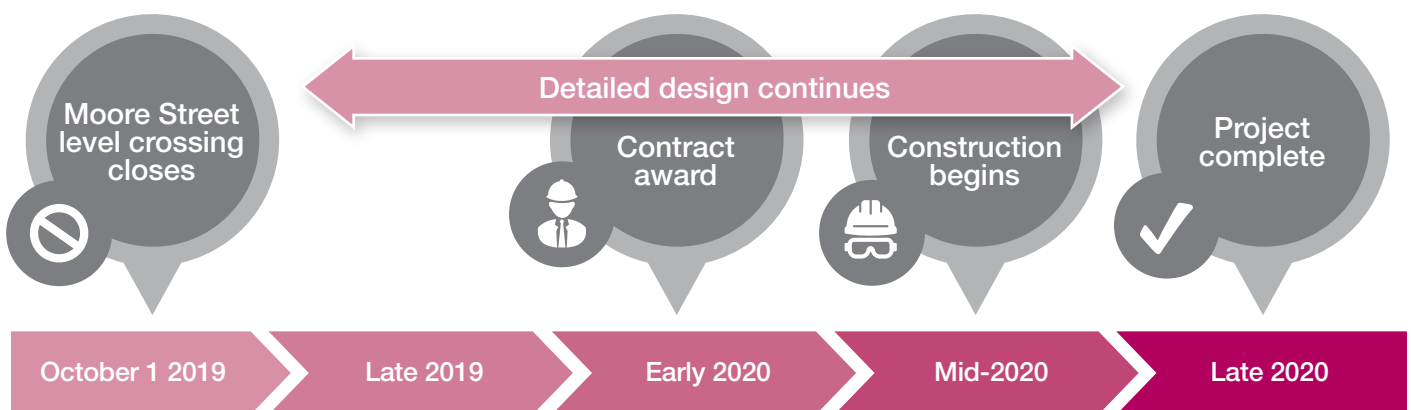 Detailed design continues
Moore Street
level crossing
closes
Contract
award
Construction
begins
Project
complete
October 1 2019
Late 2019
Early 2020
Mid-2020
Late 2020